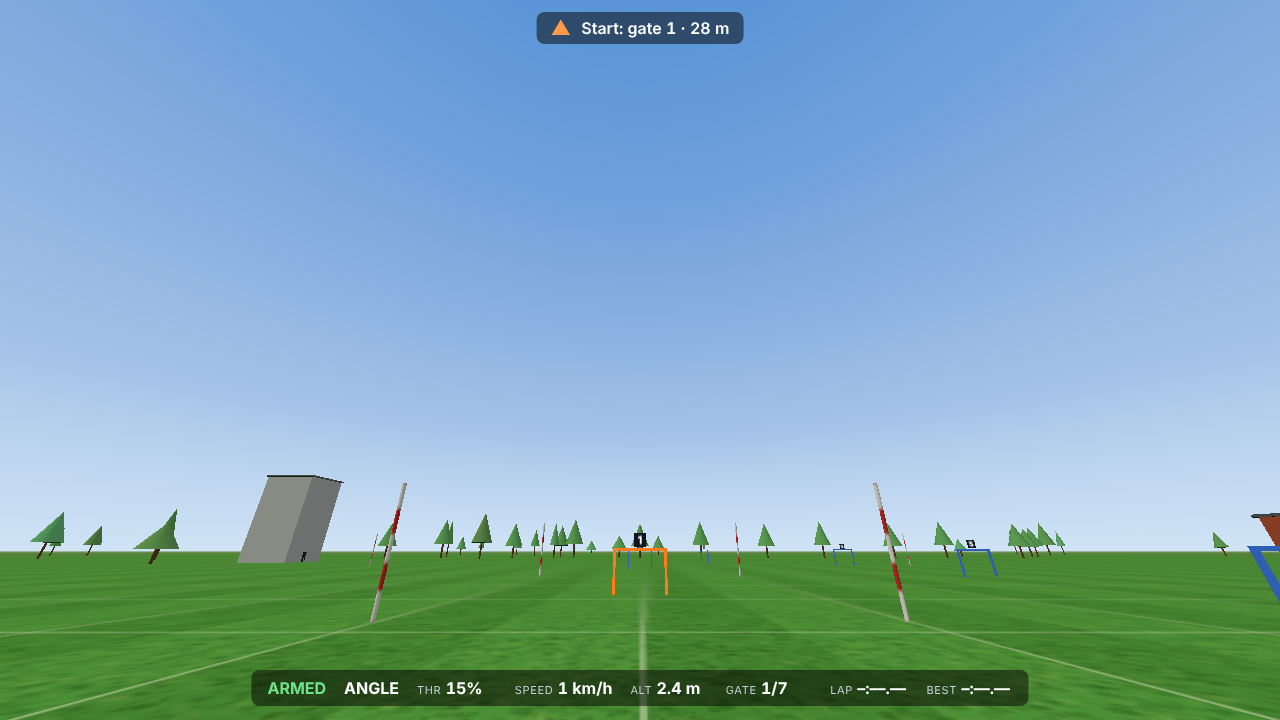 Start: gate 1 · 28 m
1
ARMED ANGLE THR 15% SPEED 1 km/h ALT 2.4 m GATE 1/7 LAP –:––.–– BEST –:––.––